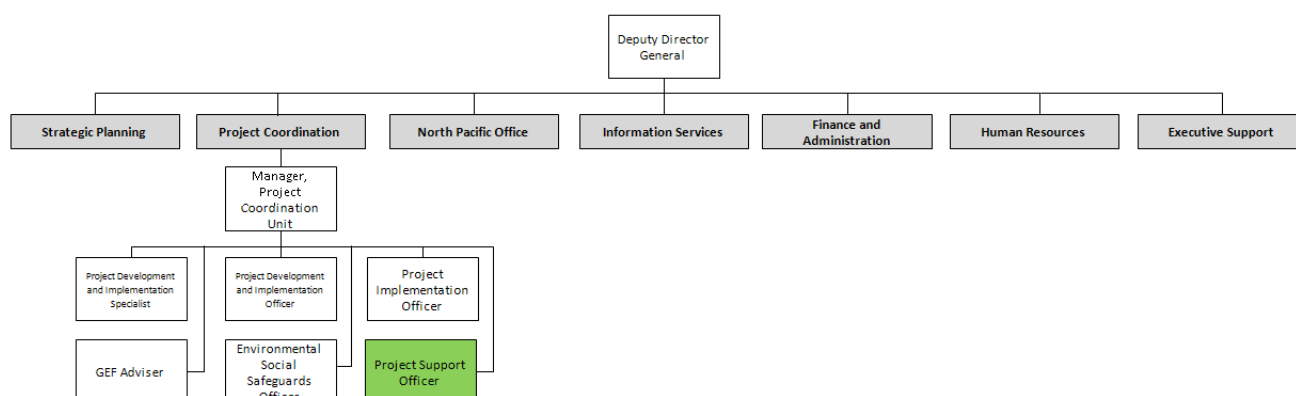 Deputy Director
General
Strategic Planning
Project Coordination
North Pacific Office
Information Services
Finance and
Administration
Human Resources
Executive Support
Manager,
Project
Coordination
Unit
Project Development
and Implementation
Specialist
Project Development
and Implementation
Officer
Project
Implementation
Officer
GEF Adviser
Environmental
Social
Safeguards
Officer
Project Support
Officer